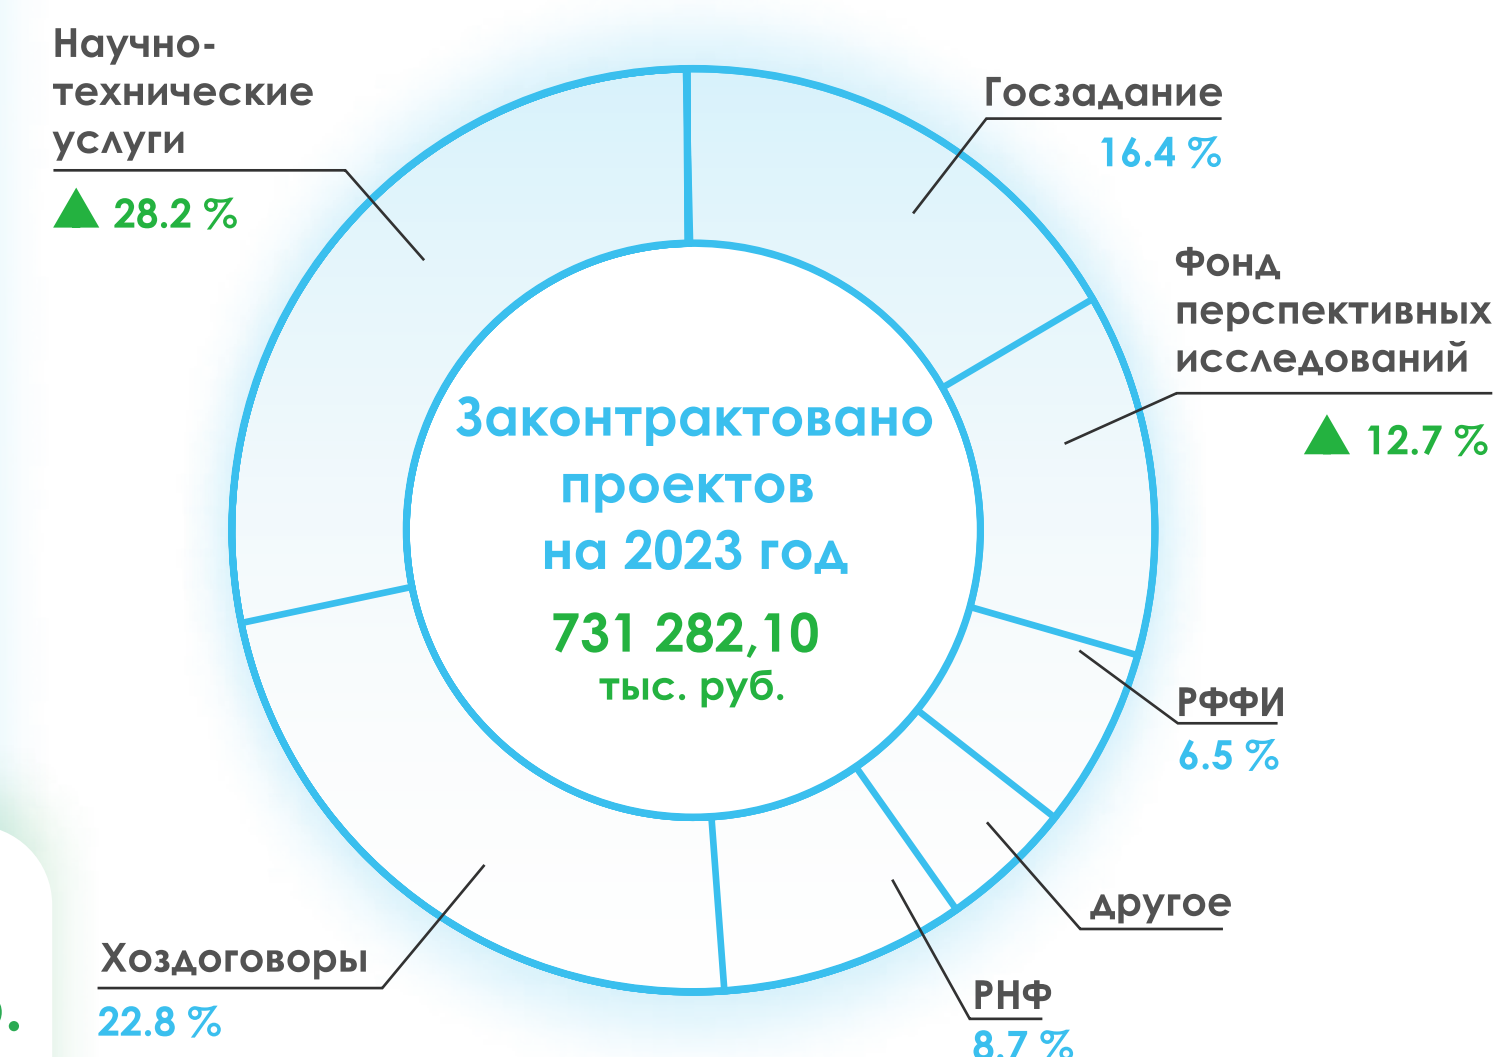 Научно-
технические
услуги
28.2 %
Госзадание
16.4 %
Фонд
перспективных
исследований
12.7 %
Законтрактовано
проектов
на 2023 год
731 282,10
тыс. руб.
РФФИ
6.5 %
другое
РНФ
8.7 %
Хоздоговоры
22.8 %